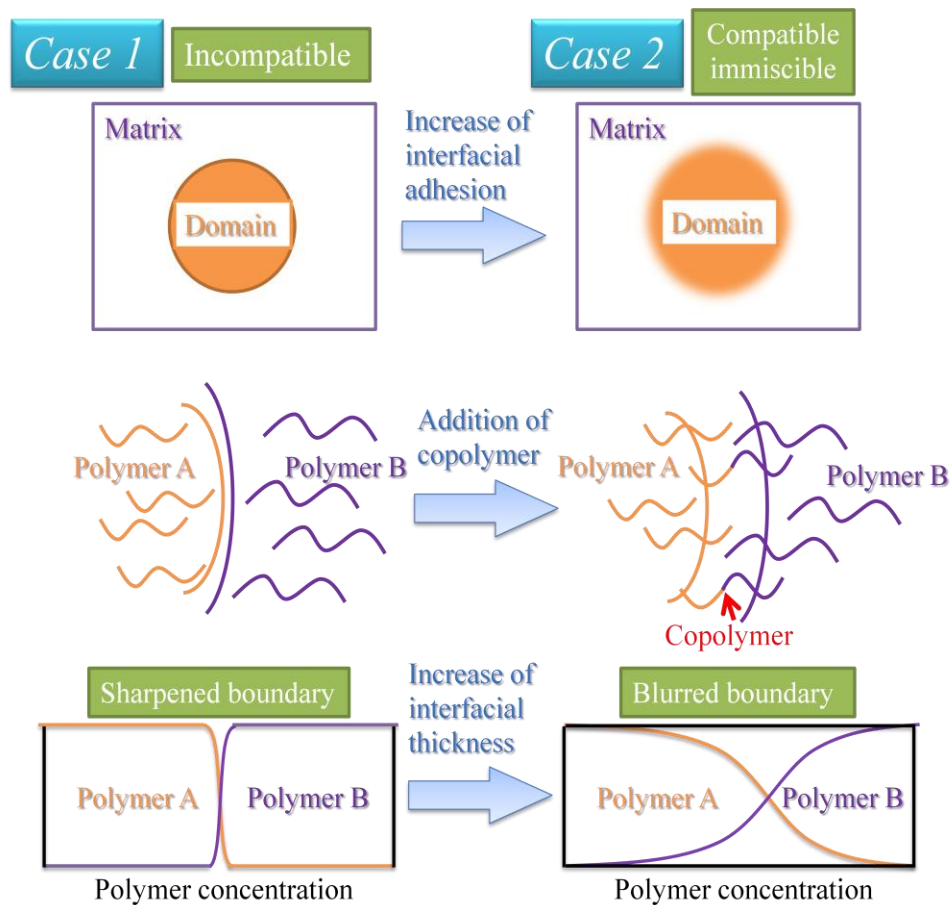 Case 1
Incompatible
Case 2
Compatible
immiscible
Matrix
Domain
Increase of
interfacial
adhesion
Matrix
Domain
Polymer A
Polymer B
Addition of
copolymer
Polymer A
Polymer B
Copolymer
Sharpened boundary
Increase of
interfacial
thickness
Blurred boundary
Polymer A
Polymer B
Polymer A
Polymer B
Polymer concentration
Polymer concentration